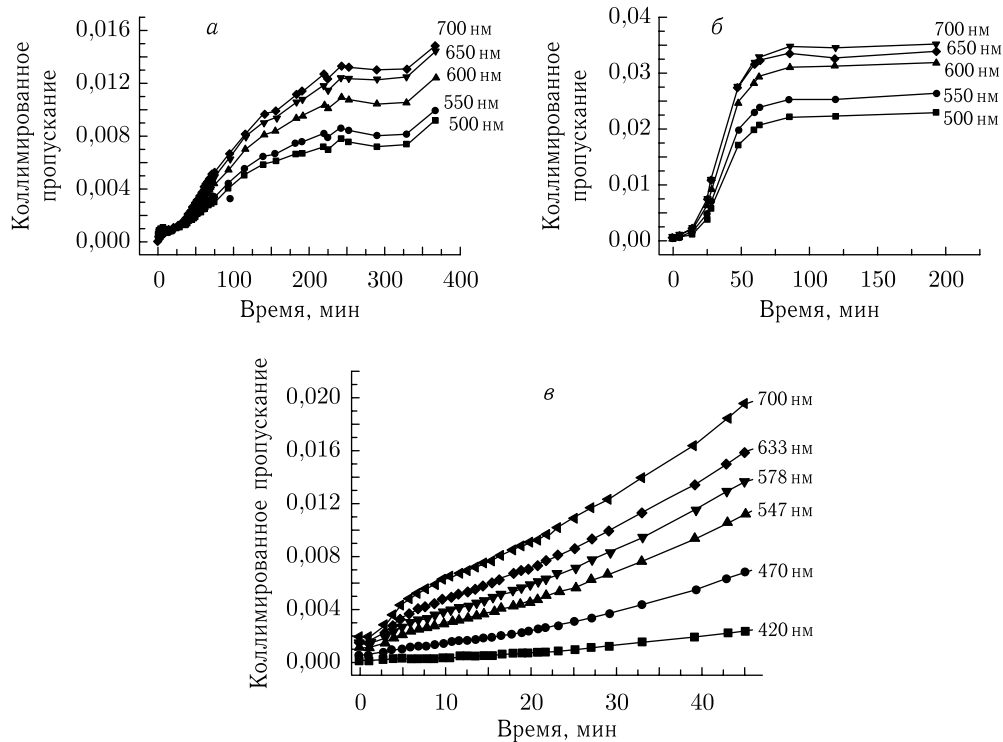 а
Коллимированное
пропускание
0,016
0,012
0,008
0,004
0,000
700 нм
650 нм
600 нм
550 нм
500 нм
0 100 200 300 400
Время, мин
б
Коллимированное
пропускание
0,04
0,03
0,02
0,01
0,00
700 нм
650 нм
600 нм
550 нм
500 нм
0 50 100 150 200
Время, мин
в
Коллимированное пропускание
0,020
0,016
0,012
0,008
0,004
0,000
700 нм
633 нм
578 нм
547 нм
470 нм
420 нм
0 10 20 30 40
Время, мин